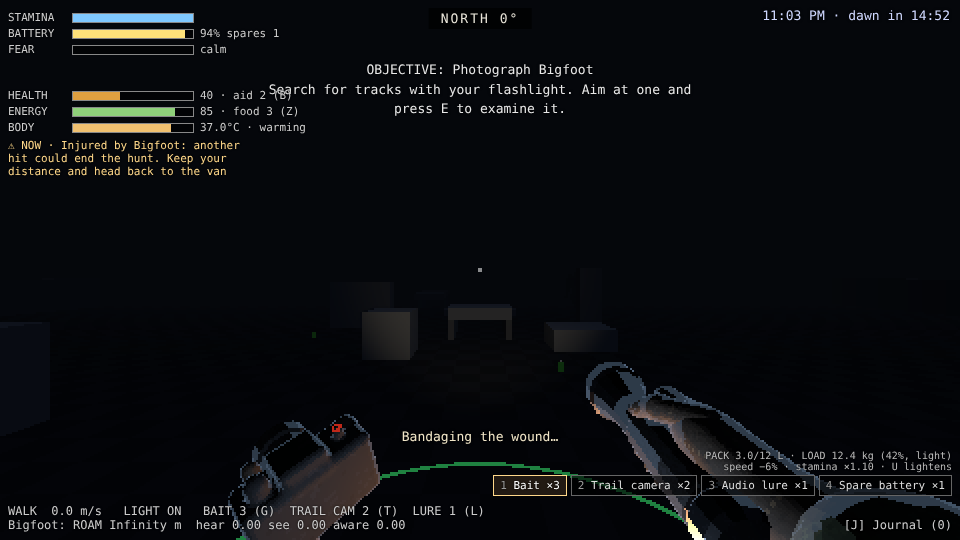 STAMINA
BATTERY 94% spares 1
FEAR calm
HEALTH 40 · aid 2 (B)
ENERGY 85 · food 3 (Z)
BODY 37.0°C · warming
⚠ NOW · Injured by Bigfoot: another
hit could end the hunt. Keep your
distance and head back to the van
NORTH 0°
11:03 PM · dawn in 14:52
OBJECTIVE: Photograph Bigfoot
Search for tracks with your flashlight. Aim at one and
press E to examine it.
Bandaging the wound…
PACK 3.0/12 L · LOAD 12.4 kg (42%, light)
speed −6% · stamina ×1.10 · U lightens
1 Bait ×3 2 Trail camera ×2 3 Audio lure ×1 4 Spare battery ×1
WALK 0.0 m/s LIGHT ON BAIT 3 (G) TRAIL CAM 2 (T) LURE 1 (L)
Bigfoot: ROAM Infinity m hear 0.00 see 0.00 aware 0.00
[J] Journal (0)